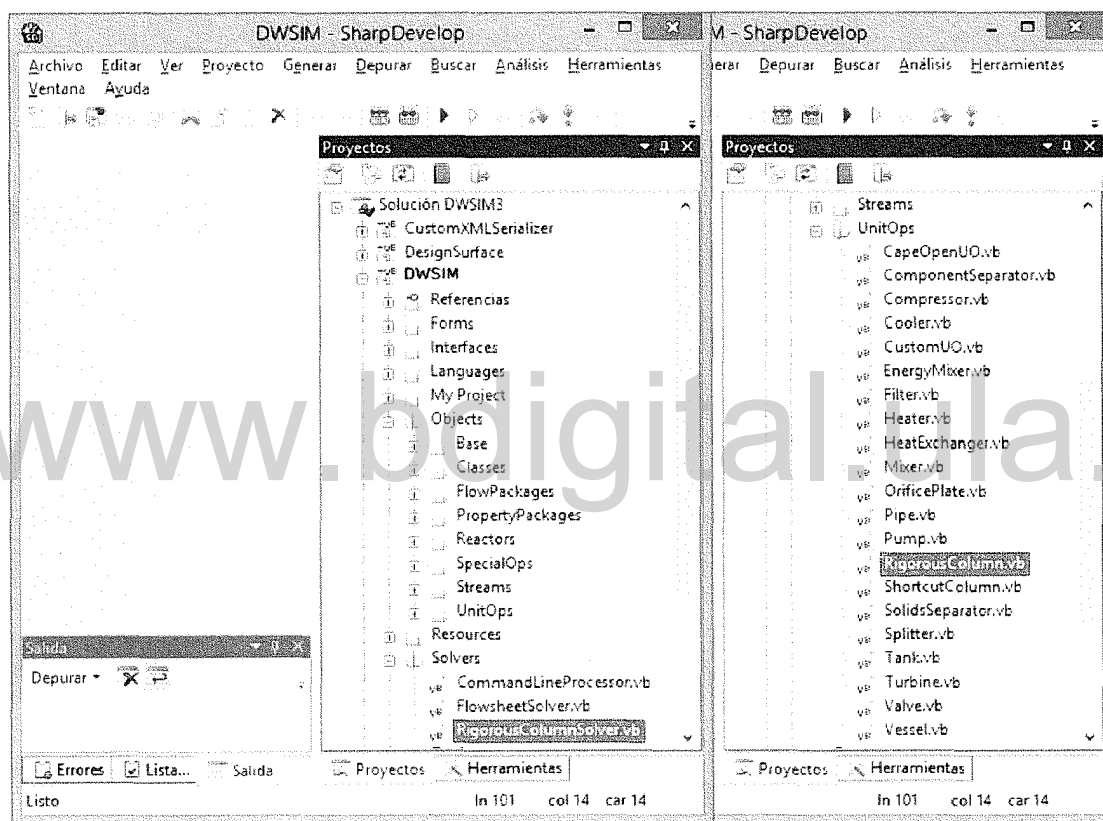 DWSIM - SharpDevelop
Archivo Editar Ver Proyecto Generar Depurar Buscar Análisis Herramientas
Ventana Ayuda
Proyectos
Solución DWSIM3
CustomXMLSerializer
DesignSurface
DWSIM
Referencias
Forms
Interfaces
Languages
My Project
Objects
Base
Classes
FlowPackages
PropertyPackages
Reactors
SpecialOps
Streams
UnitOps
Resources
Solvers
CommandLineProcessor.vb
FlowsheetSolver.vb
RigorousColumnSolver.vb
Salida
Depurar
Errores Lista... Salida
Proyectos Herramientas
Listo
ln 101 col 14 car 14
M - SharpDevelop
erar Depurar Buscar Análisis Herramientas
Proyectos
Streams
UnitOps
CapeOpenUO.vb
ComponentSeparator.vb
Compressor.vb
Cooler.vb
CustomUO.vb
EnergyMixer.vb
Filter.vb
Heater.vb
HeatExchanger.vb
Mixer.vb
OrificePlate.vb
Pipe.vb
Pump.vb
RigorousColumn.vb
ShortcutColumn.vb
SolidsSeparator.vb
Splitter.vb
Tank.vb
Turbine.vb
Valve.vb
Vessel.vb
Proyectos Herramientas
ln 101 col 14 car 14
www.bdigital.ula.